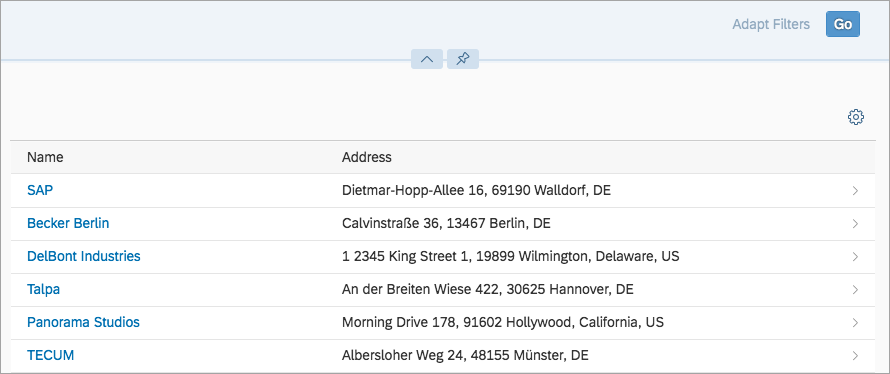 Adapt Filters Go
Name Address
SAP Dietmar-Hopp-Allee 16, 69190 Walldorf, DE
Becker Berlin Calvinstraße 36, 13467 Berlin, DE
DelBont Industries 1 2345 King Street 1, 19899 Wilmington, Delaware, US
Talpa An der Breiten Wiese 422, 30625 Hannover, DE
Panorama Studios Morning Drive 178, 91602 Hollywood, California, US
TECUM Albersloher Weg 24, 48155 Münster, DE